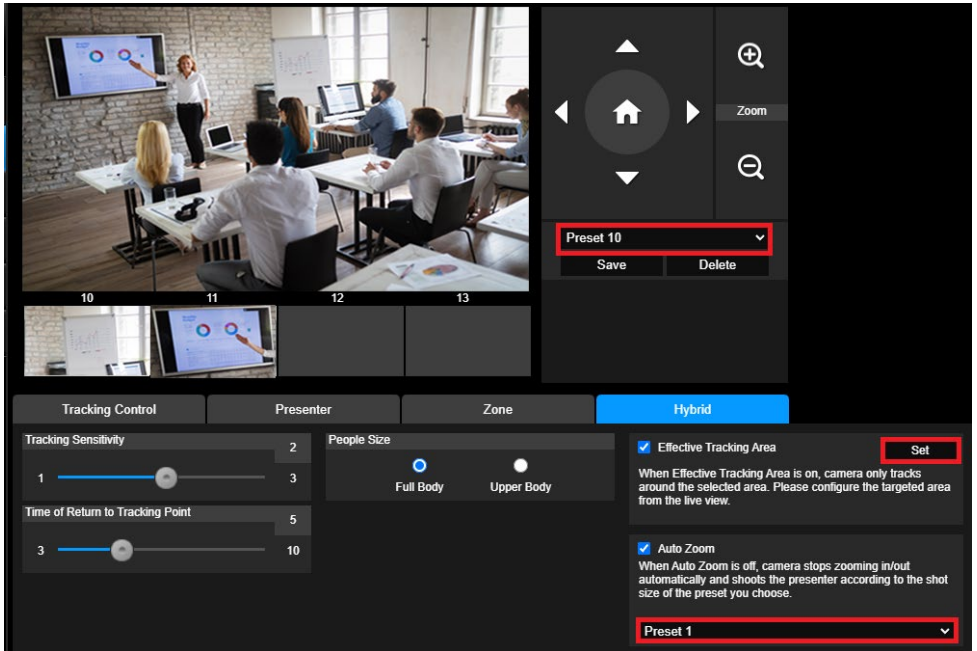 Zoom
Preset 10
Save Delete
10 11 12 13
Tracking Control Presenter Zone Hybrid
Tracking Sensitivity
2
1 3
Time of Return to Tracking Point
5
3 10
People Size
Full Body Upper Body
Effective Tracking Area Set
When Effective Tracking Area is on, camera only tracks
around the selected area. Please configure the targeted area
from the live view.
Auto Zoom
When Auto Zoom is off, camera stops zooming in/out
automatically and shoots the presenter according to the shot
size of the preset you choose.
Preset 1